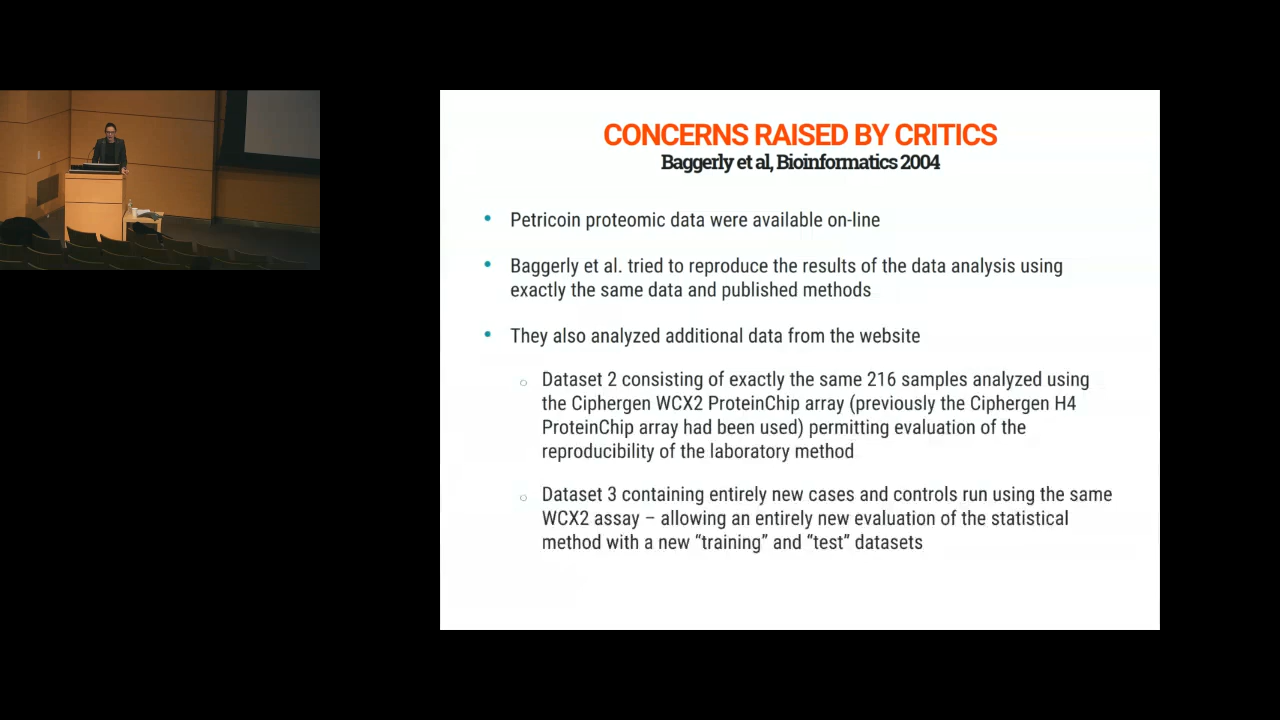 CONCERNS RAISED BY CRITICS
Baggerly et al, Bioinformatics 2004
• Petricoin proteomic data were available on-line
• Baggerly et al. tried to reproduce the results of the data analysis using
exactly the same data and published methods
• They also analyzed additional data from the website
○ Dataset 2 consisting of exactly the same 216 samples analyzed using
the Ciphergen WCX2 ProteinChip array (previously the Ciphergen H4
ProteinChip array had been used) permitting evaluation of the
reproducibility of the laboratory method
○ Dataset 3 containing entirely new cases and controls run using the same
WCX2 assay – allowing an entirely new evaluation of the statistical
method with a new “training” and “test” datasets